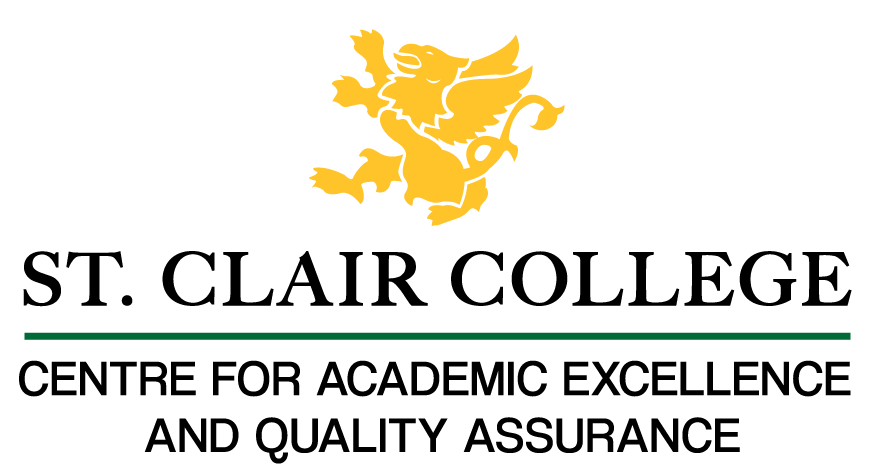 ST. CLAIR COLLEGE
CENTRE FOR ACADEMIC EXCELLENCE
AND QUALITY ASSURANCE